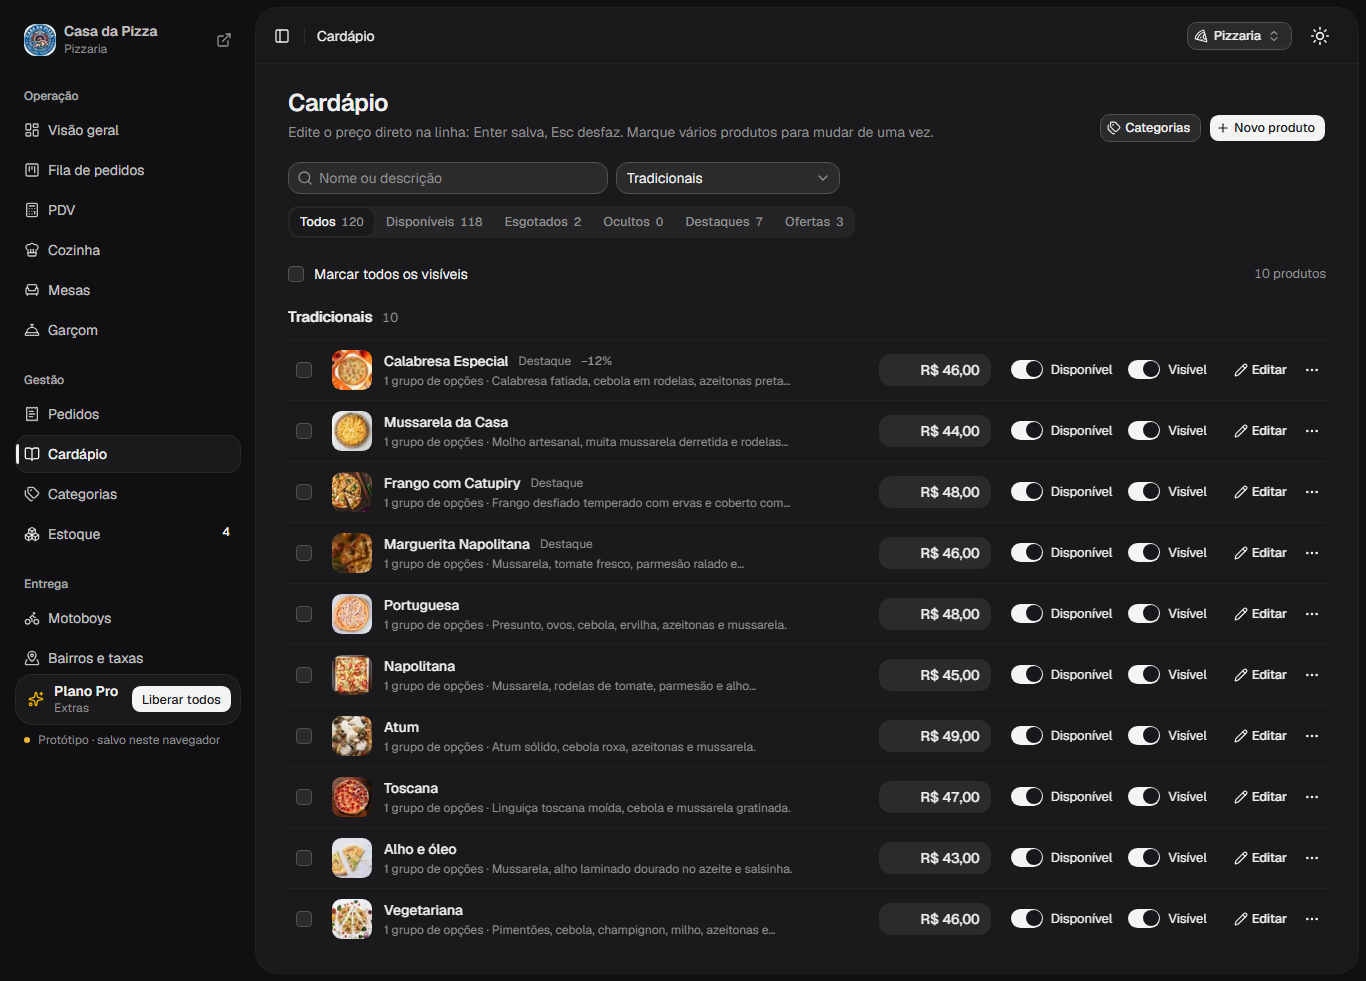 Casa da Pizza
Pizzaria
Operação
Visão geral
Fila de pedidos
PDV
Cozinha
Mesas
Garçom
Gestão
Pedidos
Cardápio
Categorias
Estoque 4
Entrega
Motoboys
Bairros e taxas
Plano Pro
Extras
Liberar todos
Protótipo · salvo neste navegador
Cardápio
Pizzaria
Cardápio
Edite o preço direto na linha: Enter salva, Esc desfaz. Marque vários produtos para mudar de uma vez.
Categorias
+ Novo produto
Nome ou descrição
Tradicionais
Todos 120 Disponíveis 118 Esgotados 2 Ocultos 0 Destaques 7 Ofertas 3
Marcar todos os visíveis
10 produtos
Tradicionais 10
Calabresa Especial Destaque −12%
1 grupo de opções · Calabresa fatiada, cebola em rodelas, azeitonas preta…
R$ 46,00 Disponível Visível Editar
Mussarela da Casa
1 grupo de opções · Molho artesanal, muita mussarela derretida e rodelas…
R$ 44,00 Disponível Visível Editar
Frango com Catupiry Destaque
1 grupo de opções · Frango desfiado temperado com ervas e coberto com…
R$ 48,00 Disponível Visível Editar
Marguerita Napolitana Destaque
1 grupo de opções · Mussarela, tomate fresco, parmesão ralado e…
R$ 46,00 Disponível Visível Editar
Portuguesa
1 grupo de opções · Presunto, ovos, cebola, ervilha, azeitonas e mussarela.
R$ 48,00 Disponível Visível Editar
Napolitana
1 grupo de opções · Mussarela, rodelas de tomate, parmesão e alho…
R$ 45,00 Disponível Visível Editar
Atum
1 grupo de opções · Atum sólido, cebola roxa, azeitonas e mussarela.
R$ 49,00 Disponível Visível Editar
Toscana
1 grupo de opções · Linguiça toscana moída, cebola e mussarela gratinada.
R$ 47,00 Disponível Visível Editar
Alho e óleo
1 grupo de opções · Mussarela, alho laminado dourado no azeite e salsinha.
R$ 43,00 Disponível Visível Editar
Vegetariana
1 grupo de opções · Pimentões, cebola, champignon, milho, azeitonas e…
R$ 46,00 Disponível Visível Editar